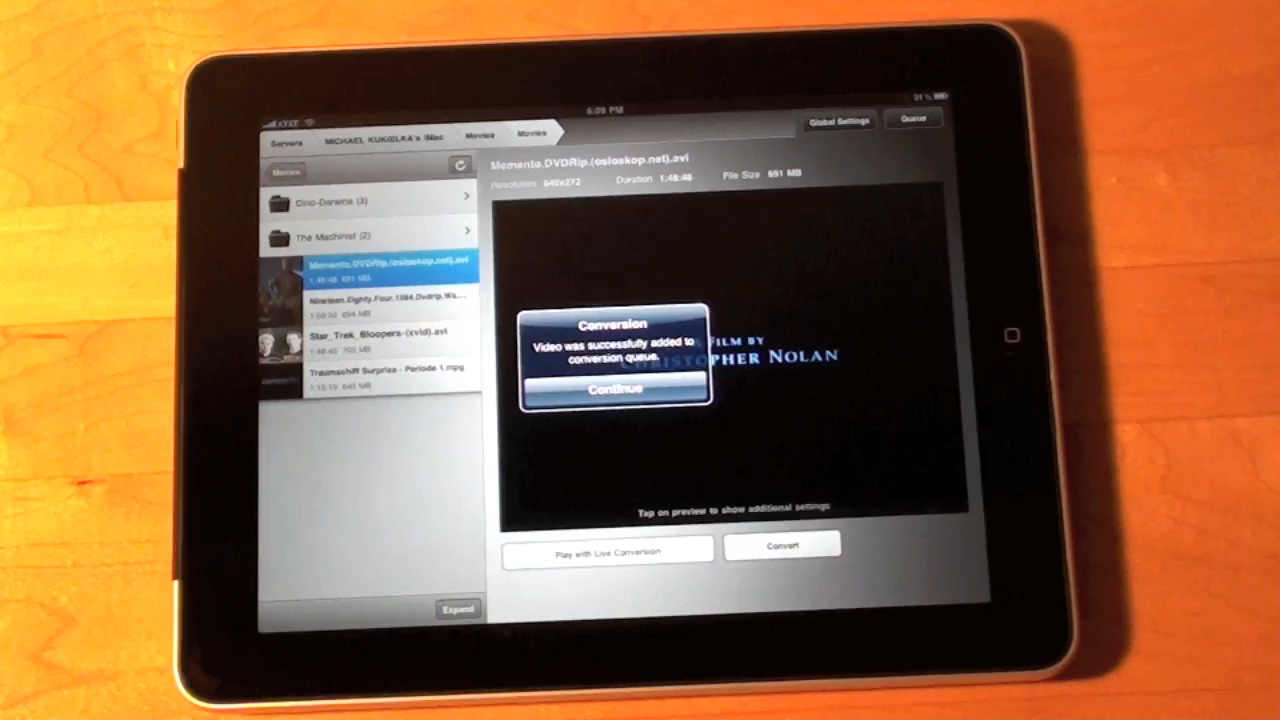 AT&T
6:09 PM
Servers
MICHAEL KUKIELKA's iMac
Movies
Movies
Global Settings
Queue
Movies
Memento.DVDRip.(osloskop.net).avi
Resolution 640x272 Duration 1:48:48 File Size 691 MB
Dino-Darwins (3)
The Machinist (2)
Memento.DVDRip.(osloskop.net).avi
1:48:48 691 MB
Nineteen.Eighty.Four.1984.Dvdrip.Ws,...
694 MB
Star_Trek_Bloopers-(xvid).avi
703 MB
Traumschiff Surprise - Periode 1.mpg
645 MB
FILM BY
CHRISTOPHER NOLAN
Conversion
Video was successfully added to
conversion queue.
Continue
Tap on preview to show additional settings
Play with Live Conversion
Convert
Expand